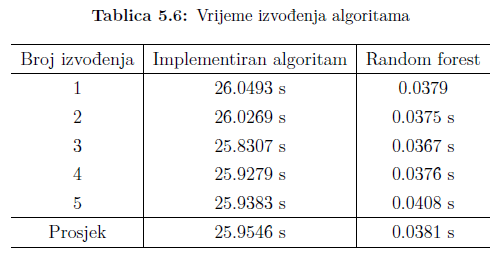 Tablica 5.6: Vrijeme izvođenja algoritama
Broj izvođenja Implementiran algoritam Random forest
1 26.0493 s 0.0379
2 26.0269 s 0.0375 s
3 25.8307 s 0.0367 s
4 25.9279 s 0.0376 s
5 25.9383 s 0.0408 s
Prosjek 25.9546 s 0.0381 s